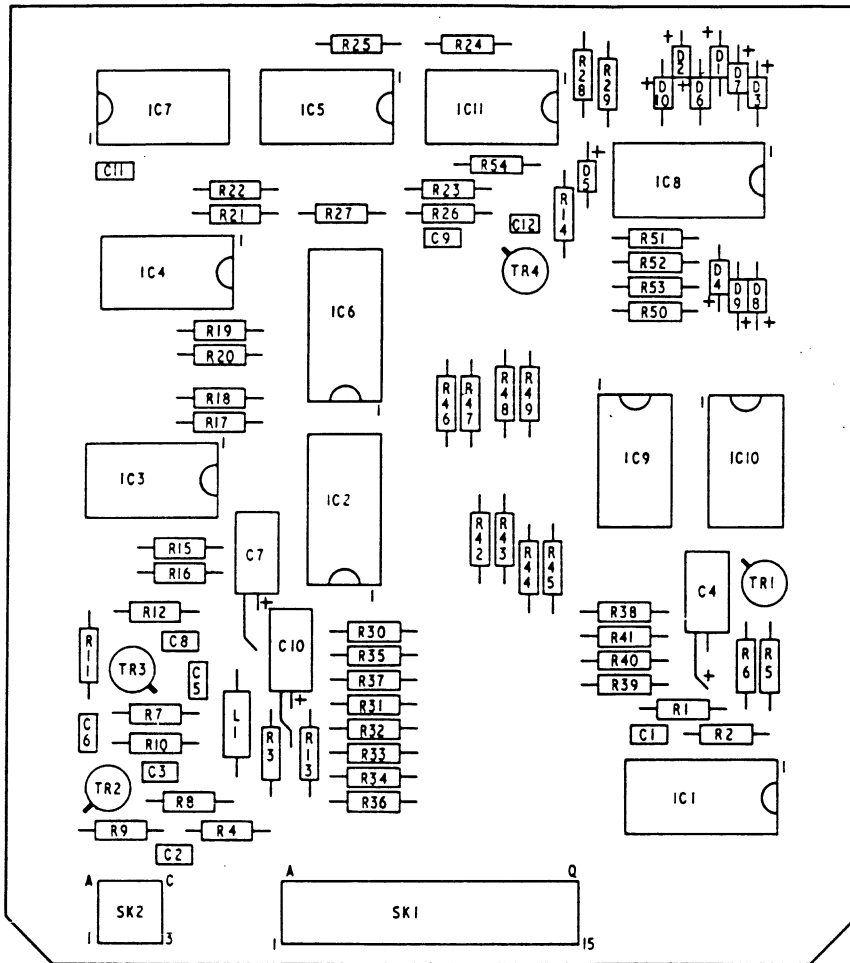 R25 R24
R28 R29
+ + + +
D2 D1
D10 D6 D7 D3
1 1
IC7 IC5 IC11
1
C11
R54
D5 +
IC8
1
R22 R23
R21 R27 R26
R14
C12
C9
TR4
R51
R52
R53
R50
D4
D9 D8
+ + +
IC4
1
IC6
1
R19
R20
R18
R17
R46 R47 R48 R49
1 1
IC9 IC10
IC3
1
IC2
1
R42 R43
R44 R45
C7
+
R15
R16
C4
+
TR1
R12
C8
R11
TR3
C5
C10
+
R30
R35
R37
R31
R32
R33
R34
R36
R38
R41
R40
R39
R6 R5
R7
C6
R10
L1
R3 R13
R1
C1 R2
C3
TR2
R8
IC1
1
R9 R4
C2
A C
SK2
1 3
A Q
SK1
1 15